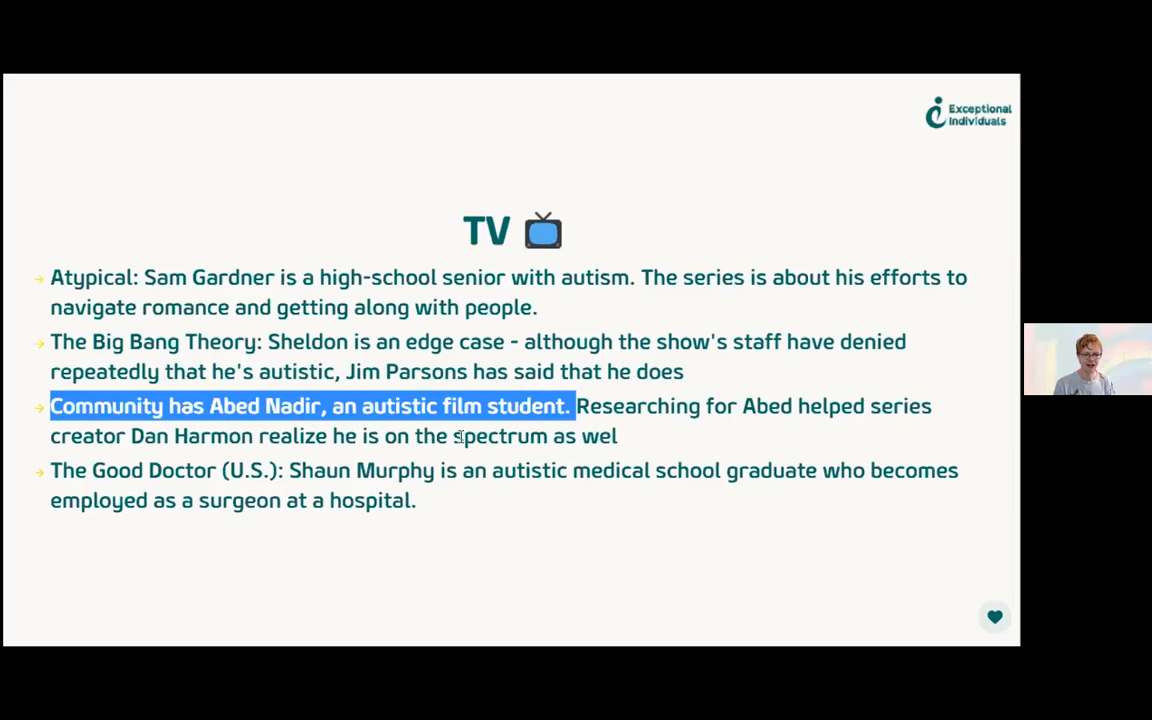 Exceptional
Individuals
TV
Atypical: Sam Gardner is a high-school senior with autism. The series is about his efforts to
navigate romance and getting along with people.
The Big Bang Theory: Sheldon is an edge case - although the show's staff have denied
repeatedly that he's autistic, Jim Parsons has said that he does
Community has Abed Nadir, an autistic film student. Researching for Abed helped series
creator Dan Harmon realize he is on the spectrum as wel
The Good Doctor (U.S.): Shaun Murphy is an autistic medical school graduate who becomes
employed as a surgeon at a hospital.